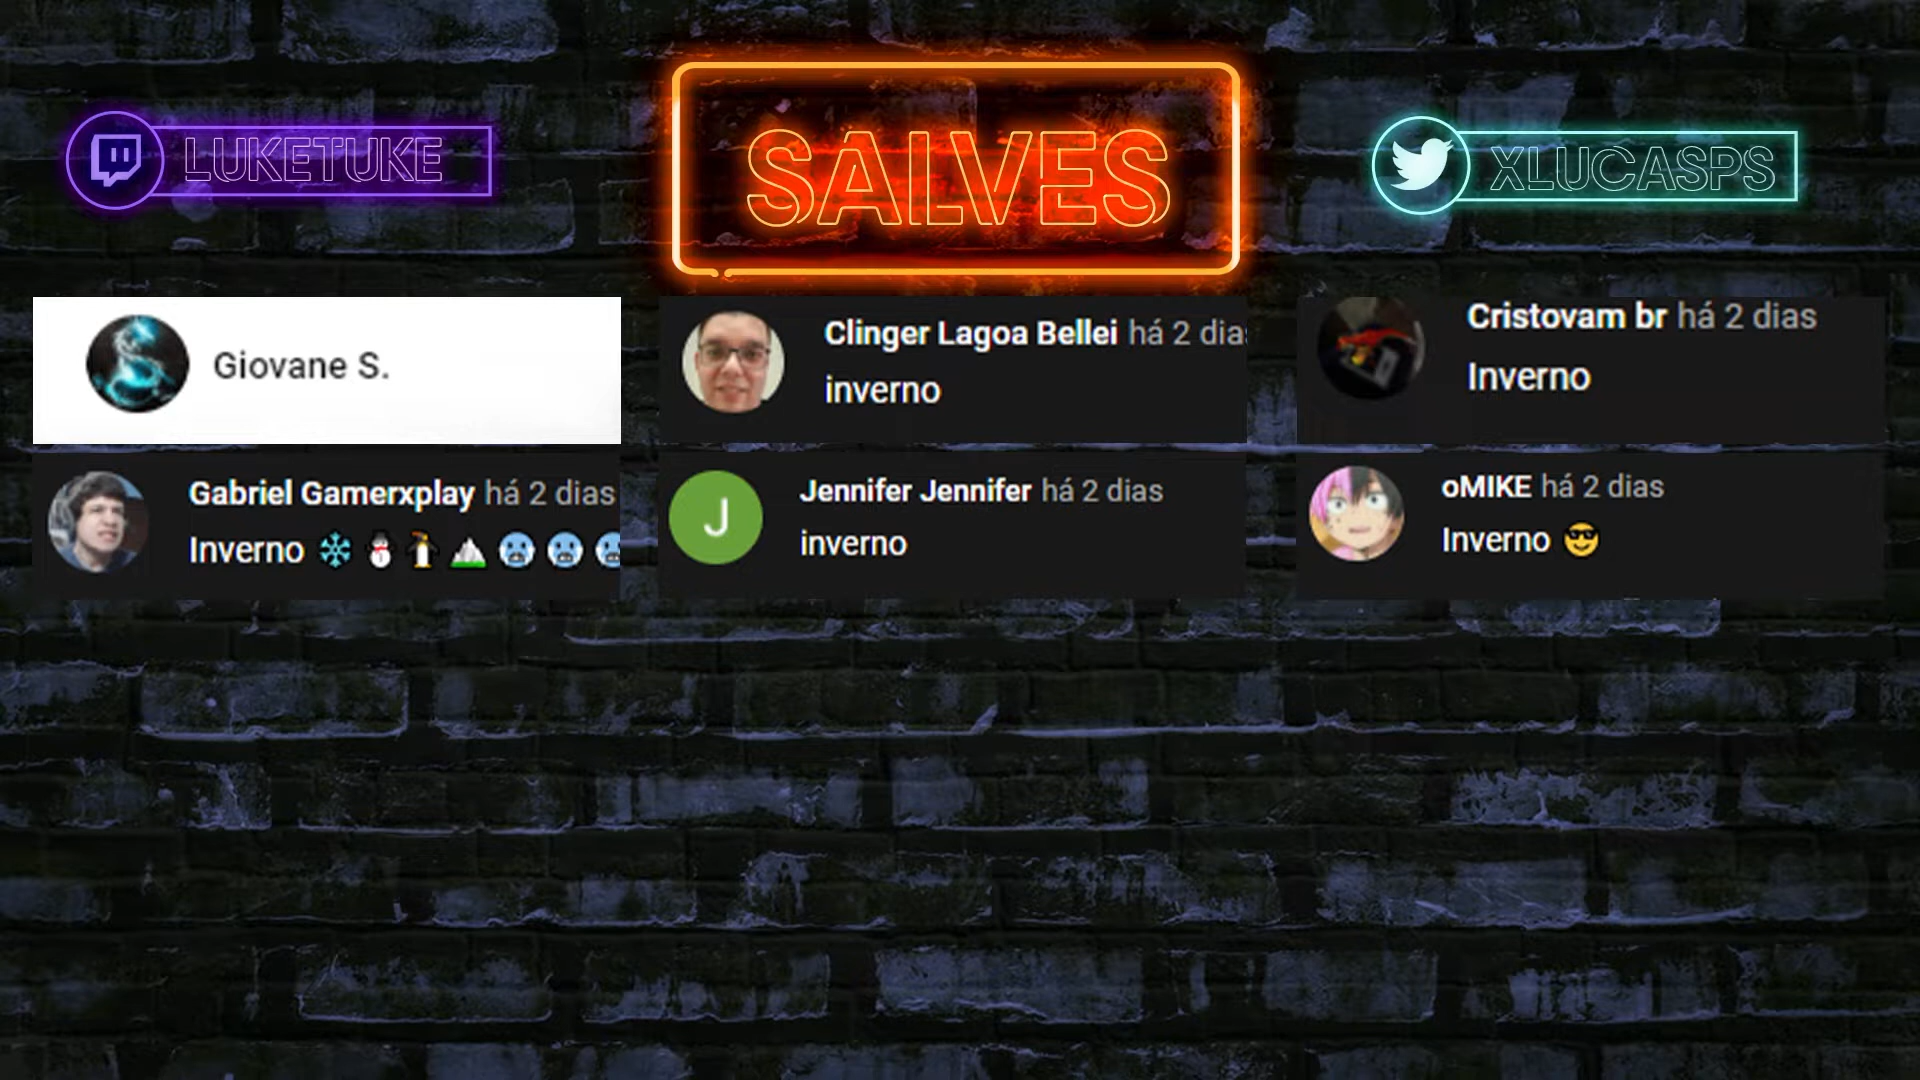 LUKETUKE
SALVES
XLUCASPS
Giovane S.
Clinger Lagoa Bellei há 2 dias
inverno
Cristovam br há 2 dias
Inverno
Gabriel Gamerxplay há 2 dias
Inverno ❄️ ⛄ 🐧 🏔️ 🥶 🥶 🥶
J
Jennifer Jennifer há 2 dias
inverno
oMIKE há 2 dias
Inverno 😎